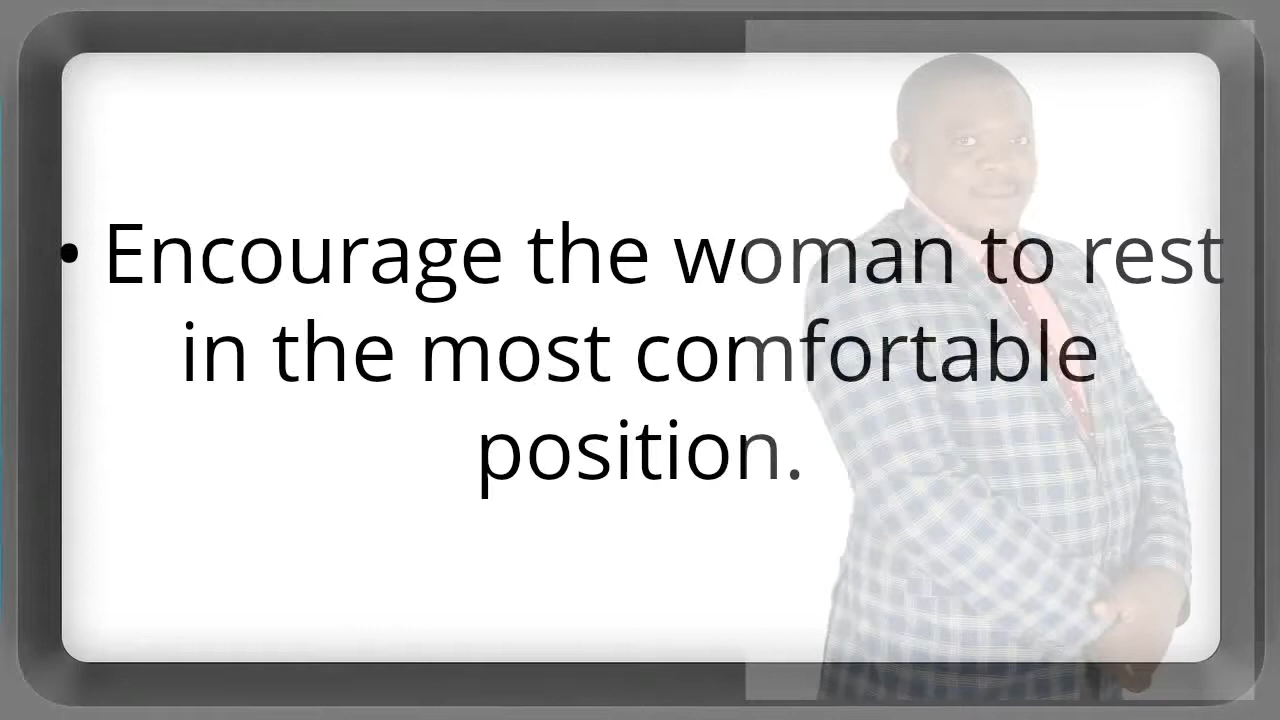 • Encourage the woman to rest
in the most comfortable
position.